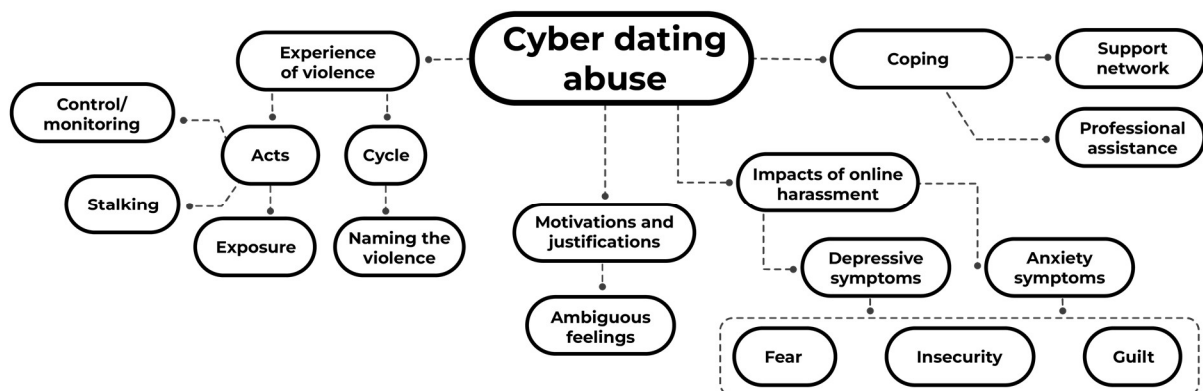 Cyber dating
abuse
Experience
of violence
Control/
monitoring
Acts
Cycle
Stalking
Exposure
Naming the
violence
Motivations and
justifications
Ambiguous
feelings
Impacts of online
harassment
Depressive
symptoms
Anxiety
symptoms
Fear
Insecurity
Guilt
Coping
Support
network
Professional
assistance